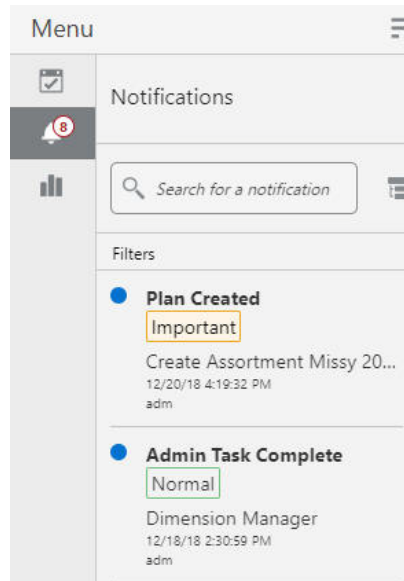 Menu
8
Notifications
Search for a notification
Filters
Plan Created
Important
Create Assortment Missy 20...
12/20/18 4:19:32 PM
adm
Admin Task Complete
Normal
Dimension Manager
12/18/18 2:30:59 PM
adm